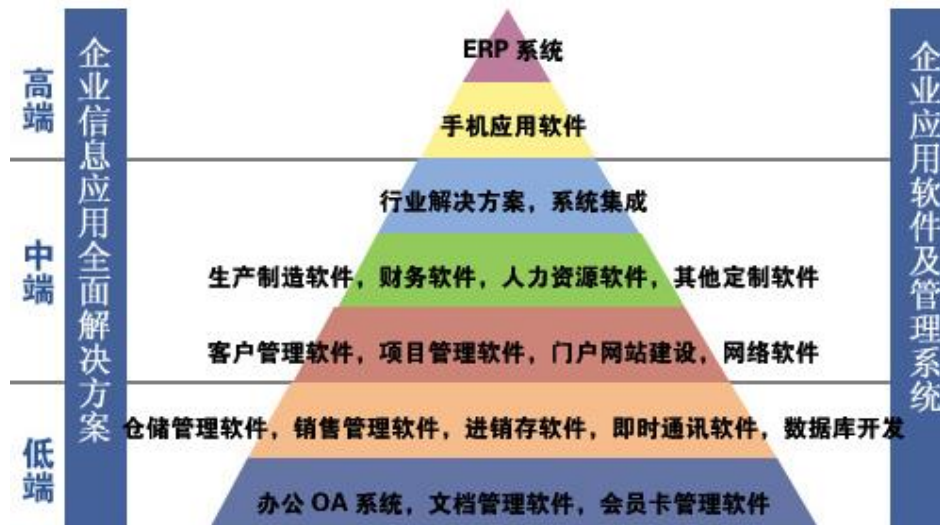 高端
中端
低端
企业信息应用全面解决方案
ERP 系统
手机应用软件
行业解决方案，系统集成
生产制造软件，财务软件，人力资源软件，其他定制软件
客户管理软件，项目管理软件，门户网站建设，网络软件
仓储管理软件，销售管理软件，进销存软件，即时通讯软件，数据库开发
办公 OA 系统，文档管理软件，会员卡管理软件
企业应用软件及管理系统